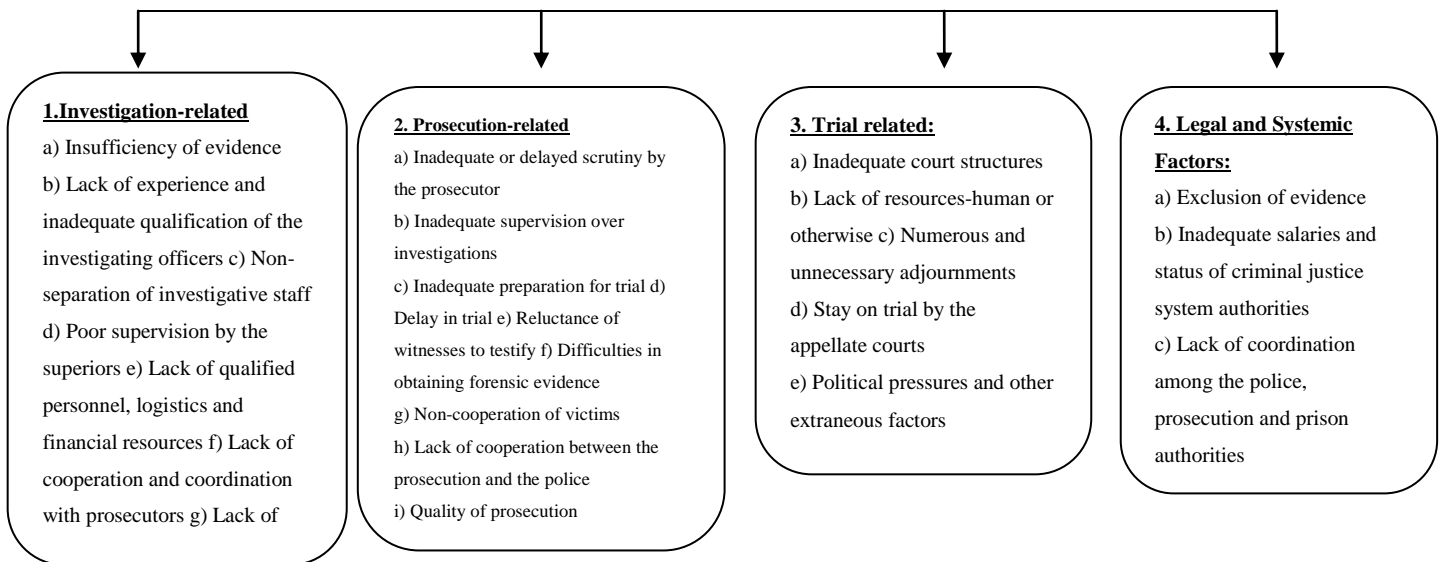 1.Investigation-related
a) Insufficiency of evidence
b) Lack of experience and
inadequate qualification of the
investigating officers c) Non-
separation of investigative staff
d) Poor supervision by the
superiors e) Lack of qualified
personnel, logistics and
financial resources f) Lack of
cooperation and coordination
with prosecutors g) Lack of
2. Prosecution-related
a) Inadequate or delayed scrutiny by
the prosecutor
b) Inadequate supervision over
investigations
c) Inadequate preparation for trial d)
Delay in trial e) Reluctance of
witnesses to testify f) Difficulties in
obtaining forensic evidence
g) Non-cooperation of victims
h) Lack of cooperation between the
prosecution and the police
i) Quality of prosecution
3. Trial related:
a) Inadequate court structures
b) Lack of resources-human or
otherwise c) Numerous and
unnecessary adjournments
d) Stay on trial by the
appellate courts
e) Political pressures and other
extraneous factors
4. Legal and Systemic
Factors:
a) Exclusion of evidence
b) Inadequate salaries and
status of criminal justice
system authorities
c) Lack of coordination
among the police,
prosecution and prison
authorities